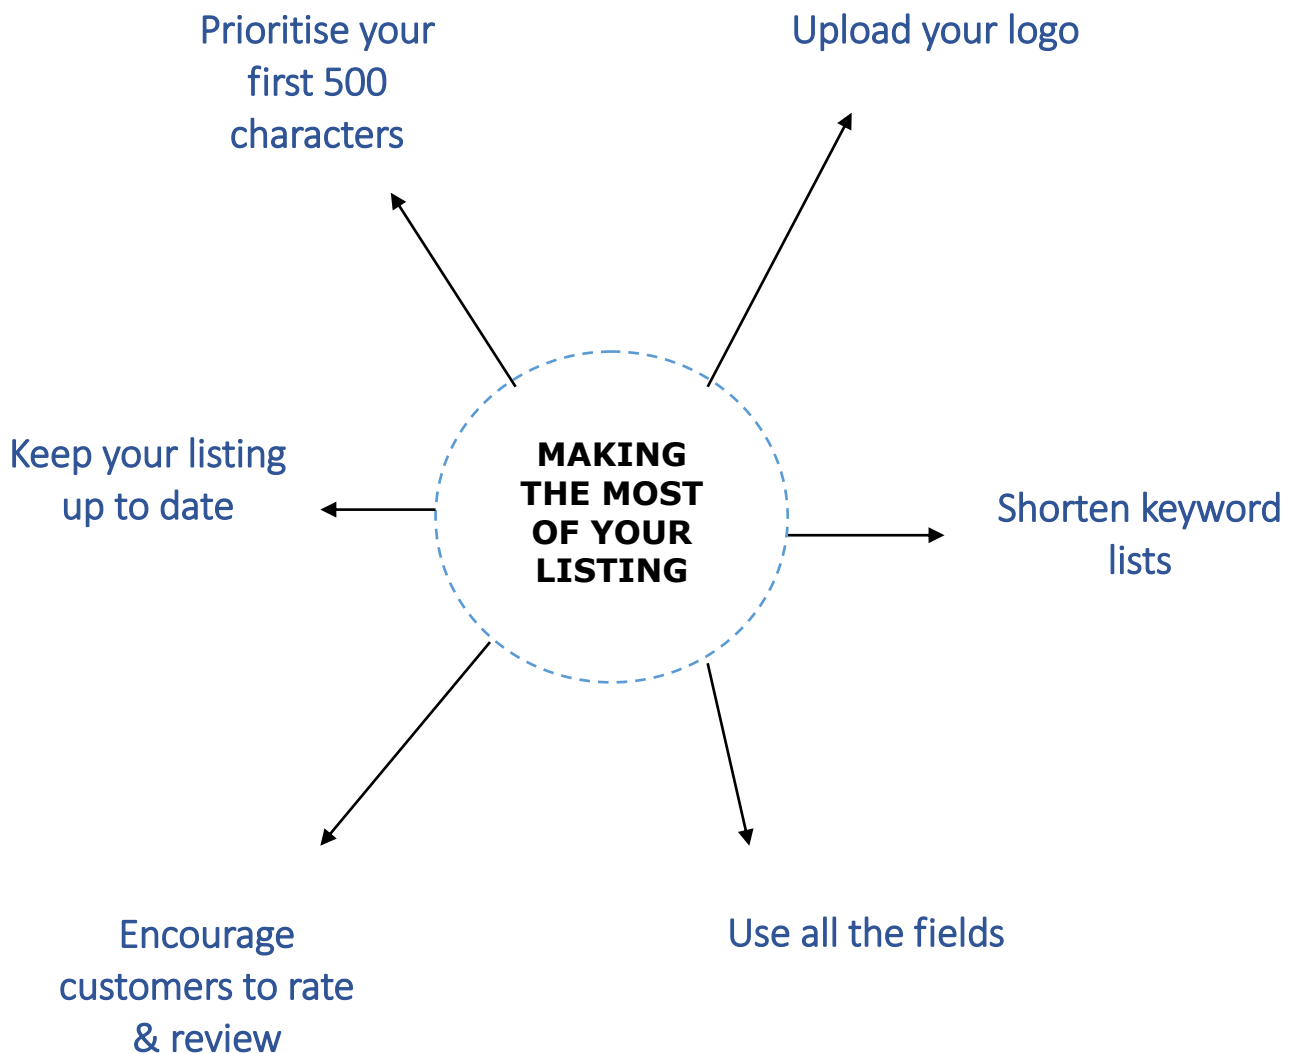 Prioritise your
first 500
characters
Upload your logo
Keep your listing
up to date
MAKING
THE MOST
OF YOUR
LISTING
Shorten keyword
lists
Encourage
customers to rate
& review
Use all the fields